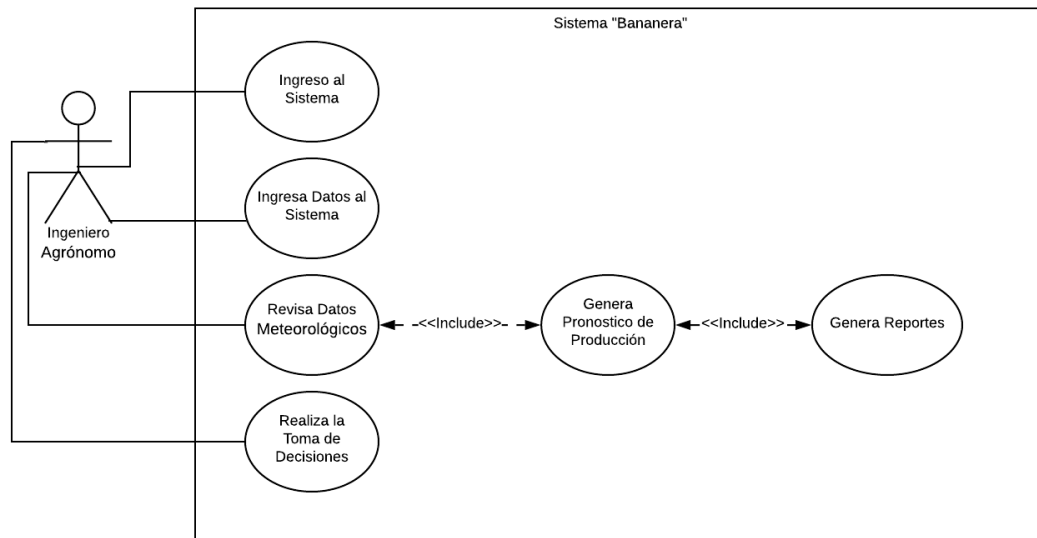 Sistema "Bananera"
Ingreso al
Sistema
Ingresa Datos al
Sistema
Ingeniero
Agrónomo
Revisa Datos
Meteorológicos
<<Include>>
Genera
Pronostico de
Producción
<<Include>>
Genera Reportes
Realiza la
Toma de
Decisiones